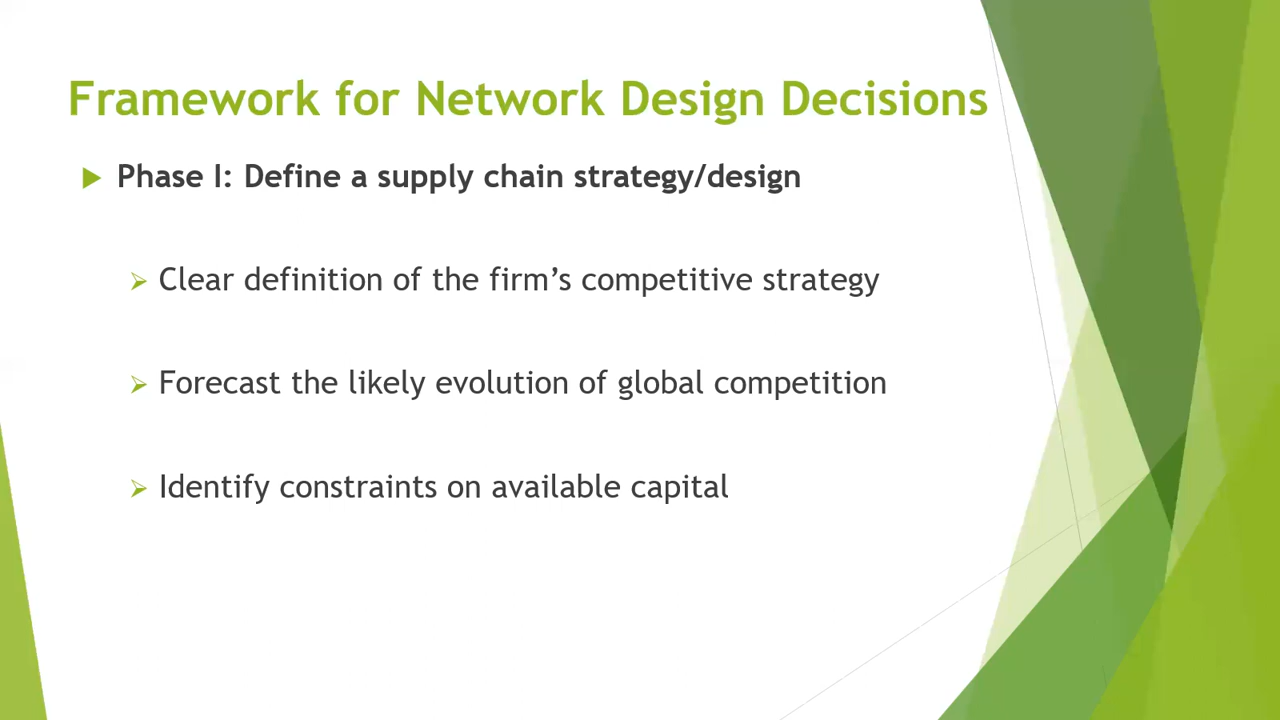 Framework for Network Design Decisions
Phase I: Define a supply chain strategy/design
Clear definition of the firm’s competitive strategy
Forecast the likely evolution of global competition
Identify constraints on available capital